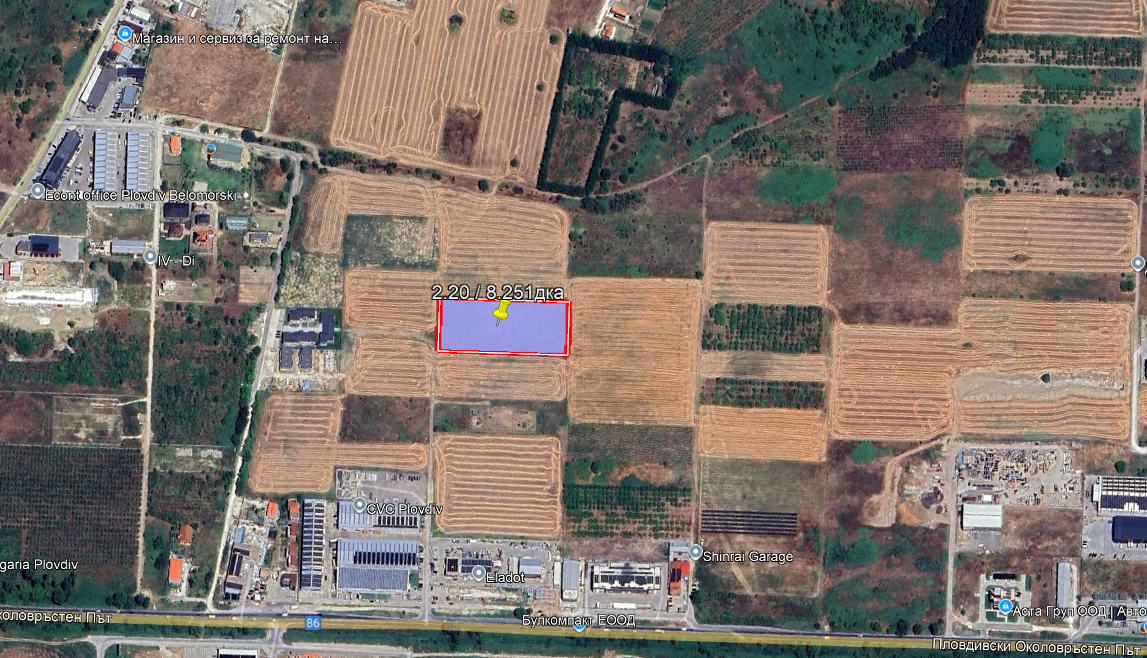 Магазин и сервиз за ремонт на...
Econt office Plovdiv Belomorski
IV - Di
2.20 / 8.251дка
CVC Plovdiv
Shinrai Garage
garia Plovdiv
Eladot
Аста Груп ООД | Авто
коловръстен Път
86
Булкомпакт ЕООД
Пловдивски Околовръстен Път